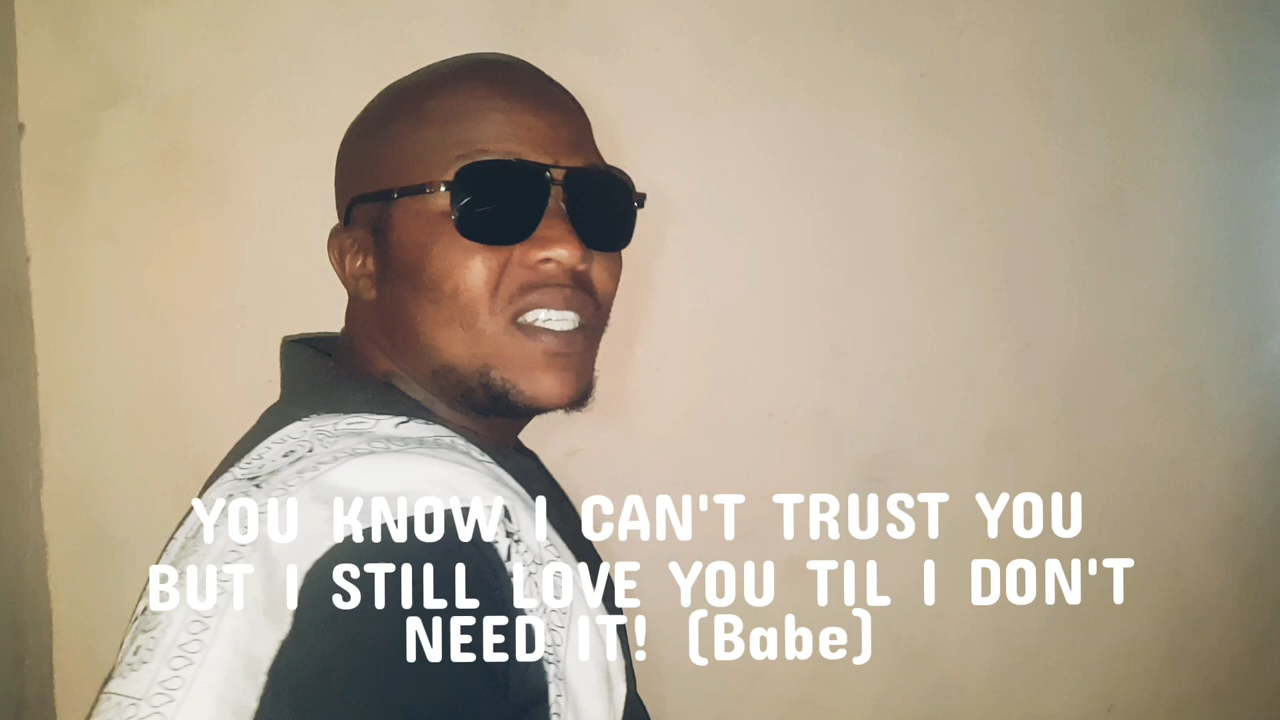 YOU KNOW I CAN'T TRUST YOU
BUT I STILL LOVE YOU TIL I DON'T
NEED IT! (Babe)